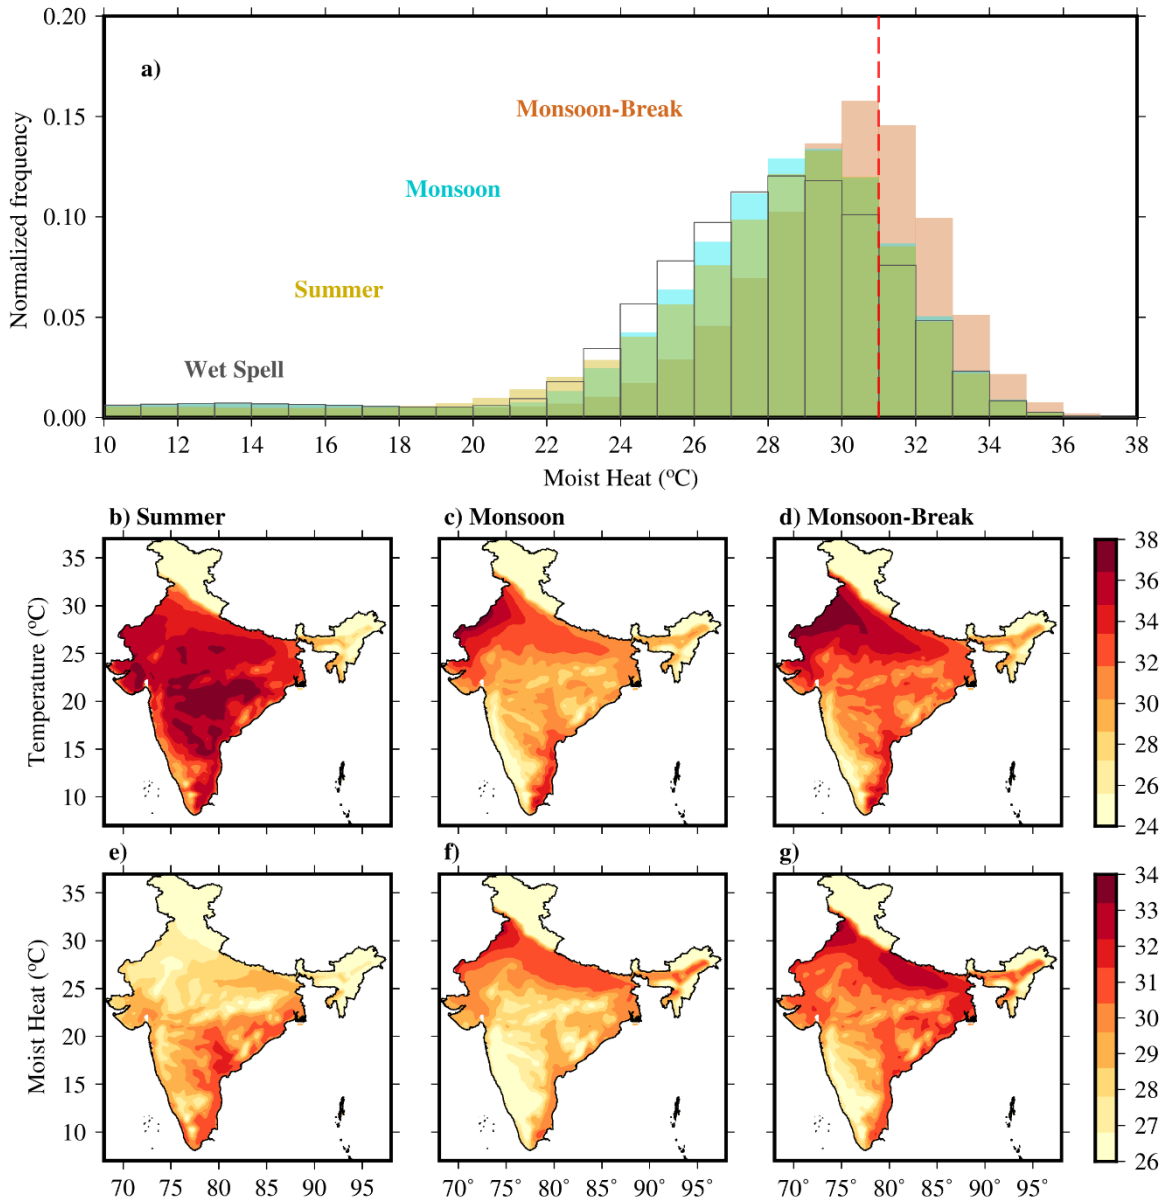 0.20
a)
Monsoon-Break
0.15
Monsoon
0.10
Summer
0.05
Wet Spell
0.00
Normalized frequency
10 12 14 16 18 20 22 24 26 28 30 32 34 36 38
Moist Heat (ºC)
b) Summer
c) Monsoon
d) Monsoon-Break
Temperature (ºC)
35
30
25
20
15
10
38
36
34
32
30
28
26
24
e)
f)
g)
Moist Heat (ºC)
35
30
25
20
15
10
34
33
32
31
30
29
28
27
26
70° 75° 80° 85° 90° 95°
70° 75° 80° 85° 90° 95°
70° 75° 80° 85° 90° 95°